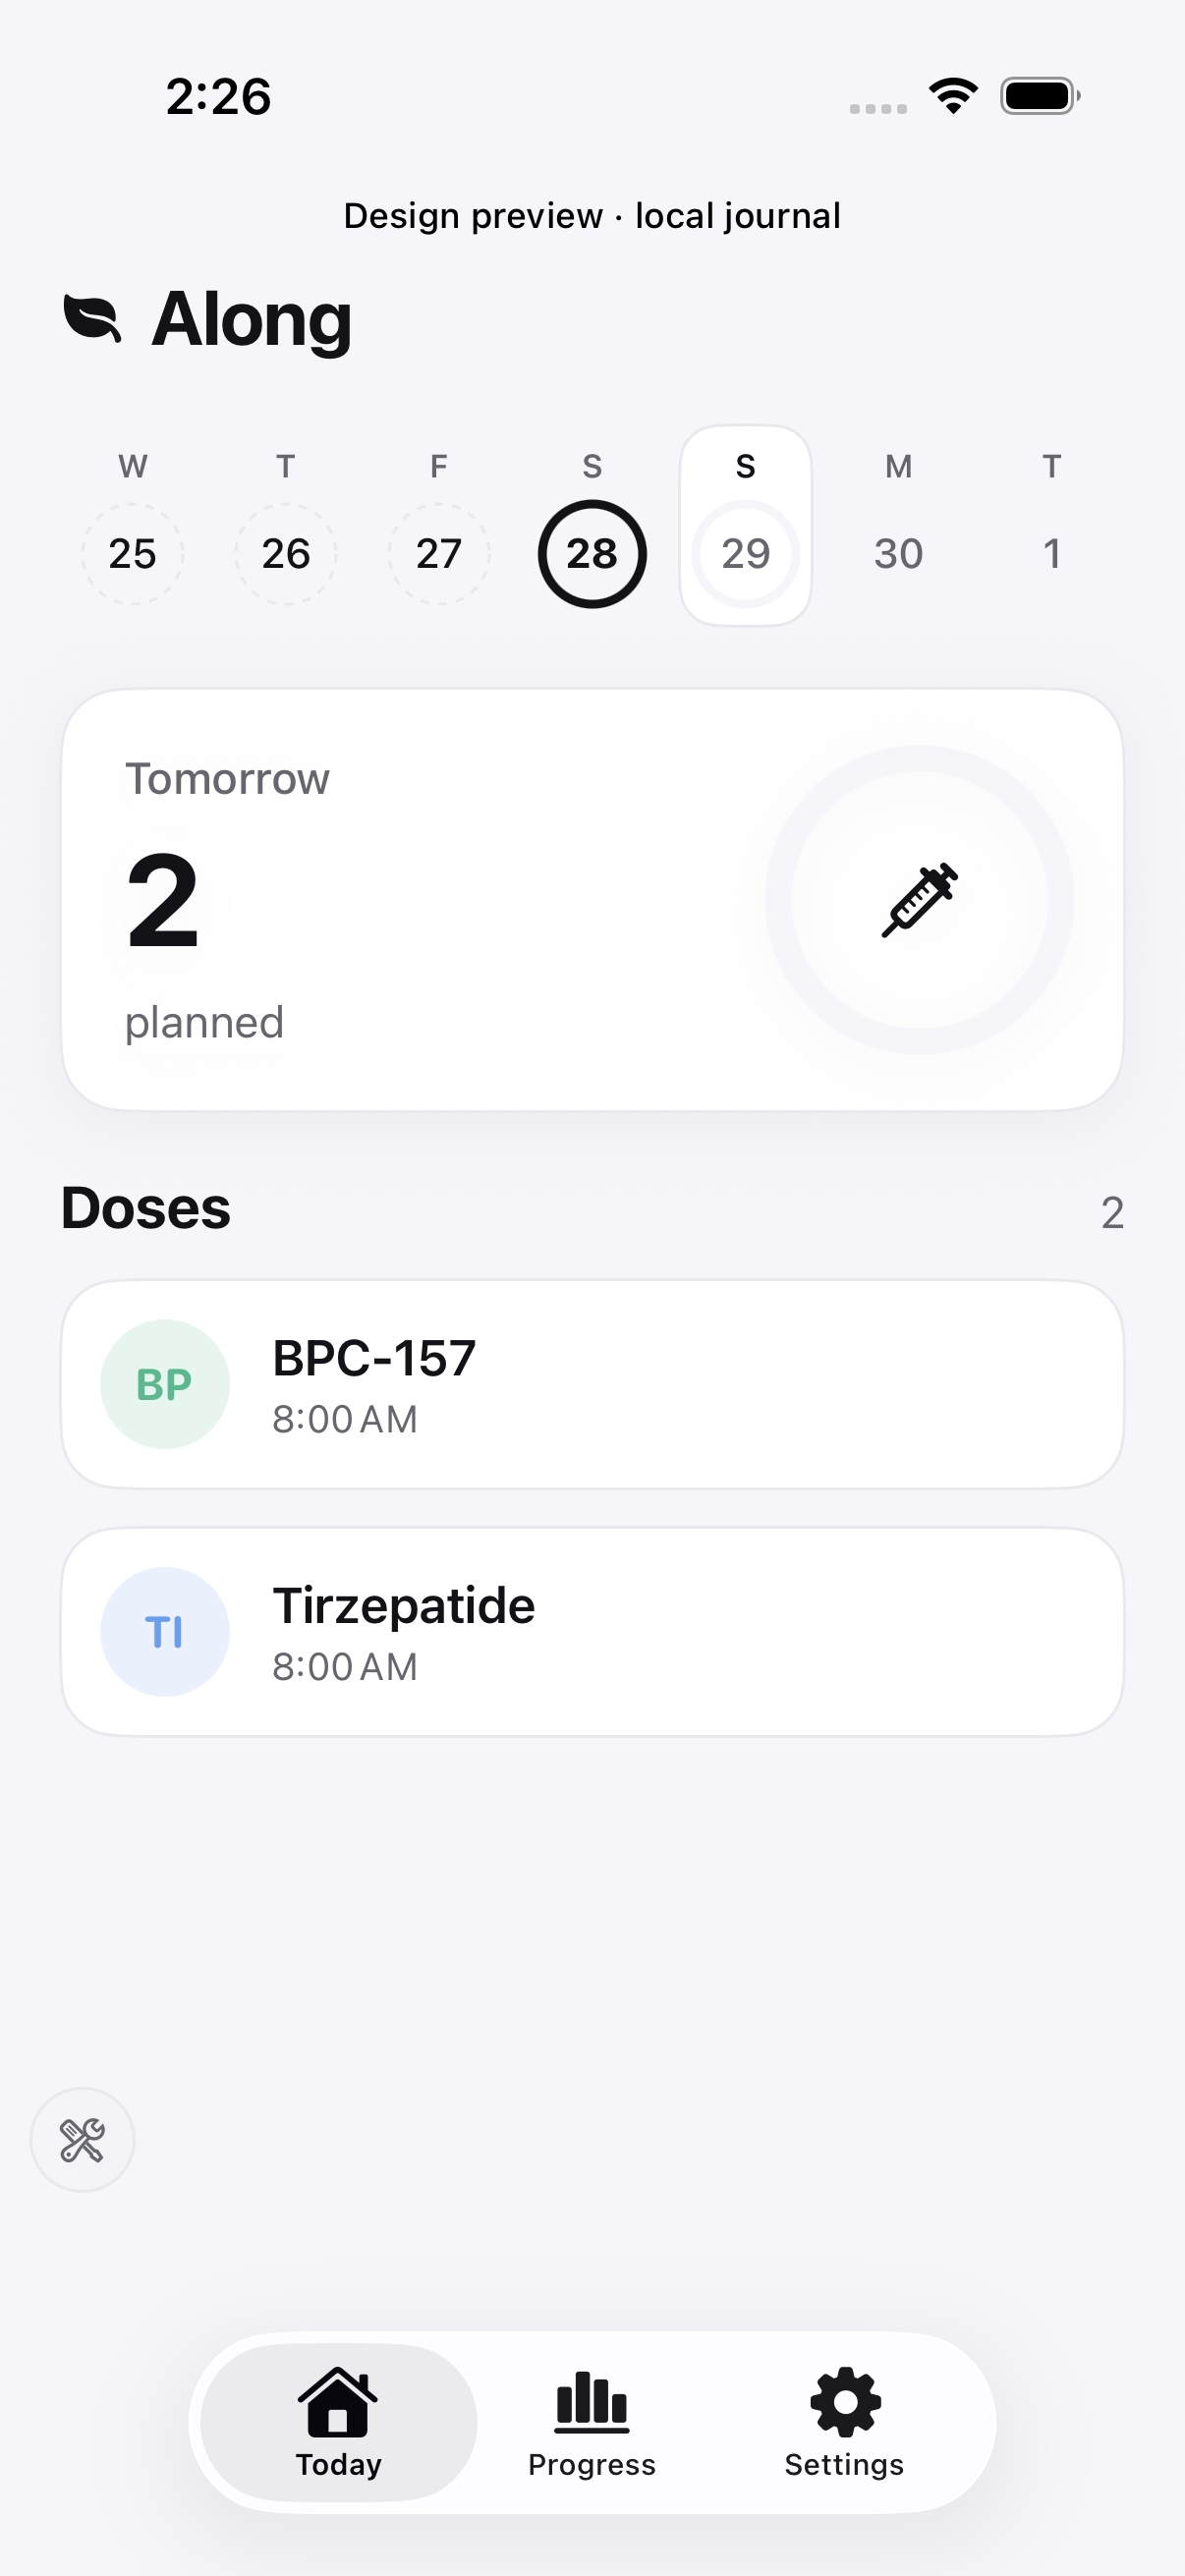 2:26
Design preview · local journal
Along
W T F S S M T
25 26 27 28 29 30 1
Tomorrow
2
planned
Doses 2
BP
BPC-157
8:00 AM
TI
Tirzepatide
8:00 AM
Today Progress Settings